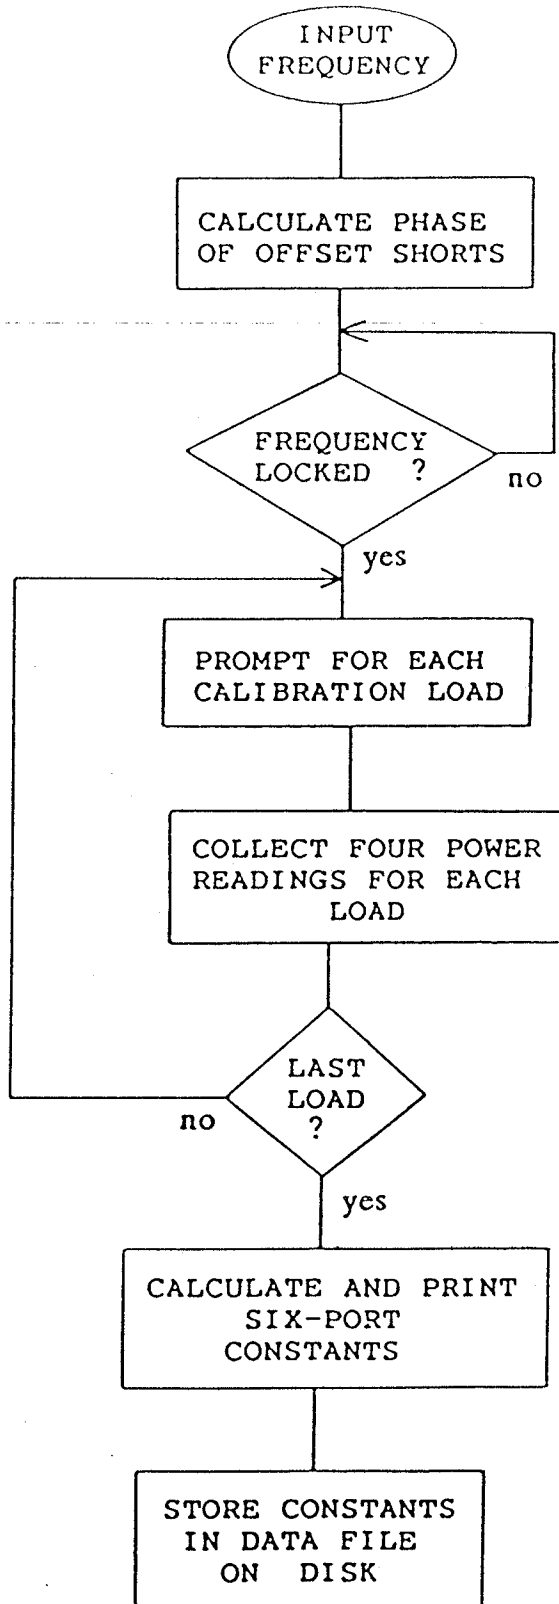 INPUT
FREQUENCY
CALCULATE PHASE
OF OFFSET SHORTS
FREQUENCY
LOCKED ?
no
yes
PROMPT FOR EACH
CALIBRATION LOAD
COLLECT FOUR POWER
READINGS FOR EACH
LOAD
LAST
LOAD
?
no
yes
CALCULATE AND PRINT
SIX-PORT
CONSTANTS
STORE CONSTANTS
IN DATA FILE
ON DISK